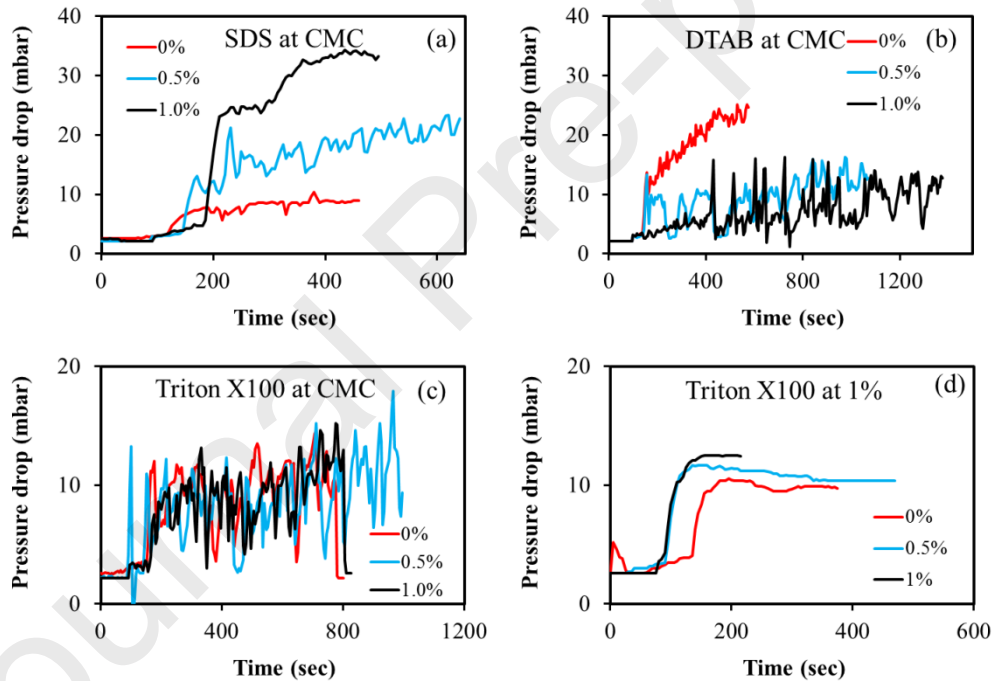 SDS at CMC
(a)
0%
0.5%
1.0%
Pressure drop (mbar)
40
30
20
10
0
0
200
400
600
Time (sec)
DTAB at CMC
(b)
0%
0.5%
1.0%
Pressure drop (mbar)
40
30
20
10
0
0
400
800
1200
Time (sec)
Triton X100 at CMC
(c)
0%
0.5%
1.0%
Pressure drop (mbar)
20
10
0
0
400
800
1200
Time (sec)
Triton X100 at 1%
(d)
0%
0.5%
1%
Pressure drop (mbar)
20
10
0
0
200
400
600
Time (sec)